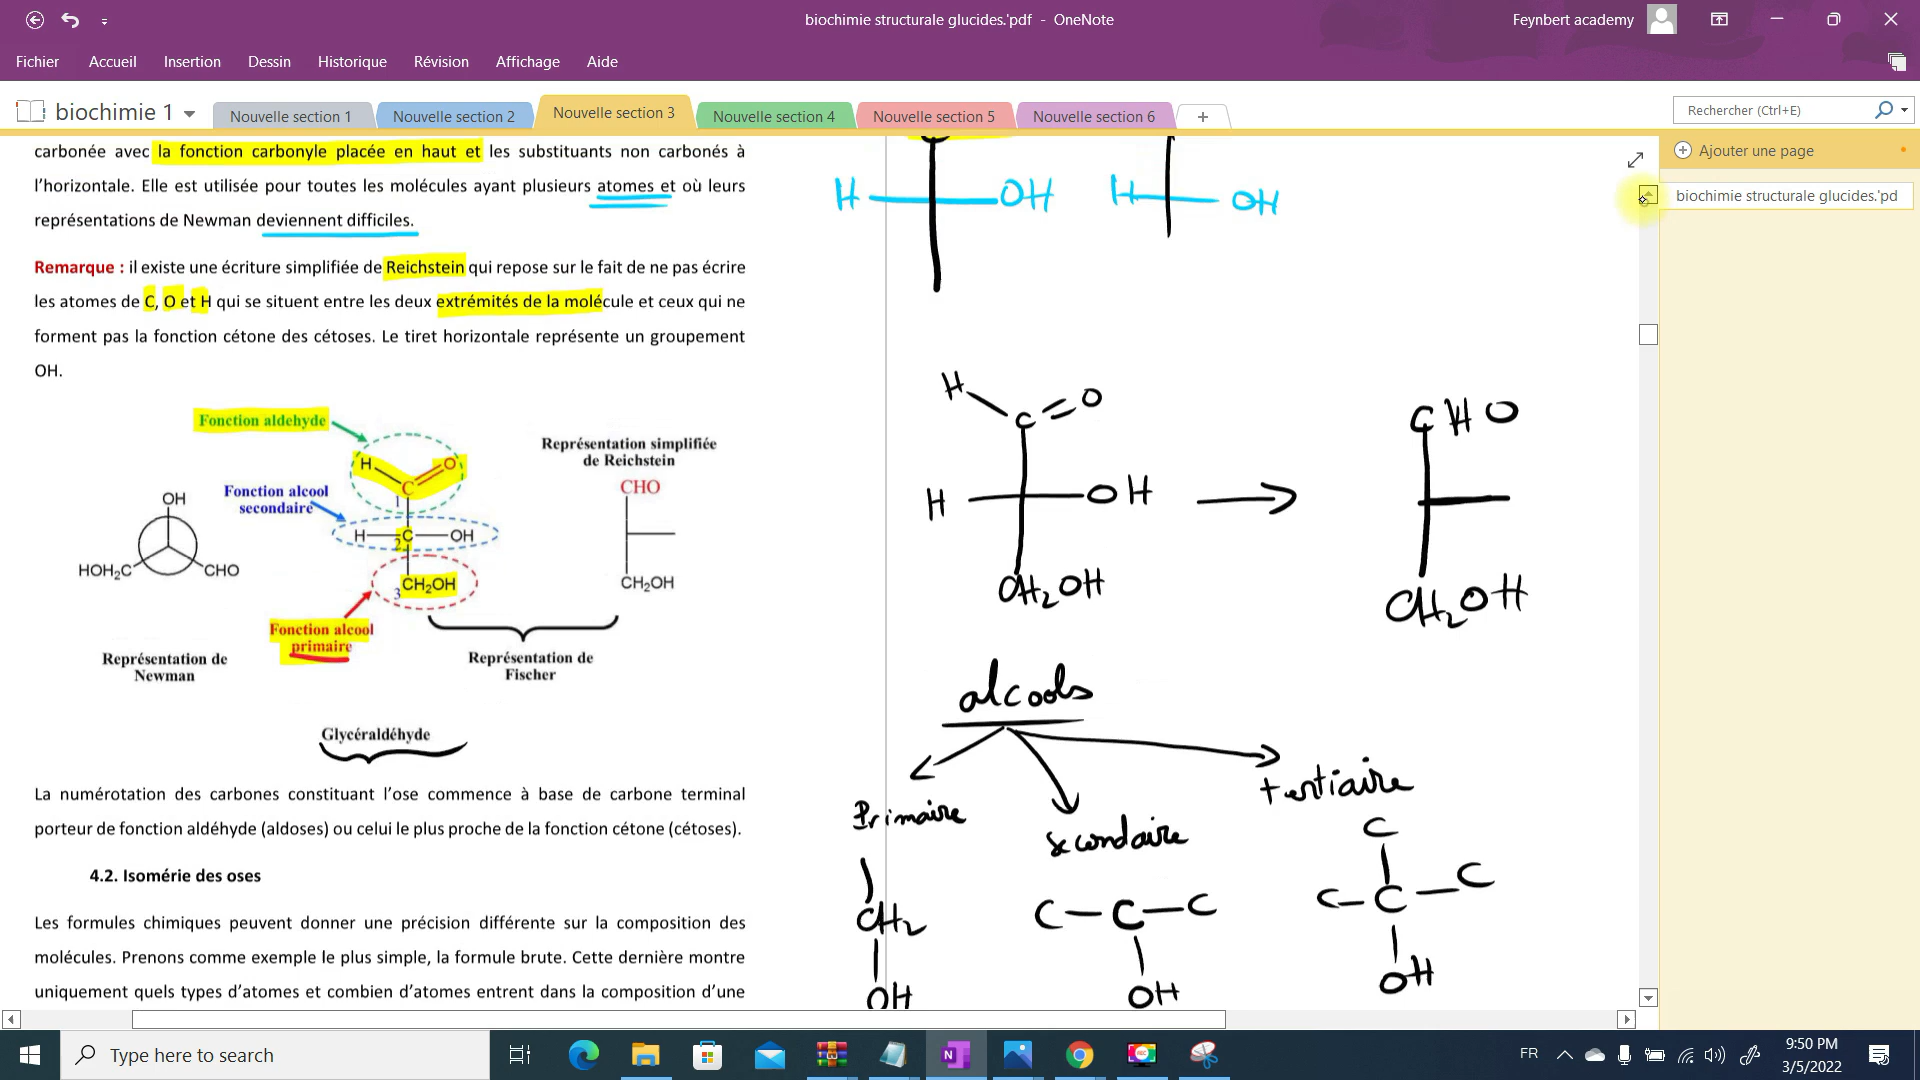 biochimie structurale glucides.'pdf - OneNote
Feynbert academy
Fichier Accueil Insertion Dessin Historique Révision Affichage Aide
biochimie 1
Nouvelle section 1
Nouvelle section 2
Nouvelle section 3
Nouvelle section 4
Nouvelle section 5
Nouvelle section 6
+
Rechercher (Ctrl+E)
Ajouter une page
biochimie structurale glucides.'pd
carbonée avec la fonction carbonyle placée en haut et les substituants non carbonés à
l'horizontale. Elle est utilisée pour toutes les molécules ayant plusieurs atomes et où leurs
représentations de Newman deviennent difficiles.
Remarque : il existe une écriture simplifiée de Reichstein qui repose sur le fait de ne pas écrire
les atomes de C, O et H qui se situent entre les deux extrémités de la molécule et ceux qui ne
forment pas la fonction cétone des cétoses. Le tiret horizontale représente un groupement
OH.
Fonction aldehyde
H O
C
1
Fonction alcool
secondaire
H C OH
2
CH₂OH
3
Fonction alcool
primaire
OH
HOH₂C CHO
Représentation de
Newman
Représentation simplifiée
de Reichstein
CHO
CH₂OH
Représentation de
Fischer
Glycéraldéhyde
La numérotation des carbones constituant l'ose commence à base de carbone terminal
porteur de fonction aldéhyde (aldoses) ou celui le plus proche de la fonction cétone (cétoses).
4.2. Isomérie des oses
Les formules chimiques peuvent donner une précision différente sur la composition des
molécules. Prenons comme exemple le plus simple, la formule brute. Cette dernière montre
uniquement quels types d'atomes et combien d'atomes entrent dans la composition d'une
H OH H OH
H C O
H OH
CH₂OH
CHO
CH₂OH
alcools
Primaire
secondaire
tertiaire
CH₂
OH
C C C
OH
C
C C C
OH
Type here to search
FR
9:50 PM
3/5/2022